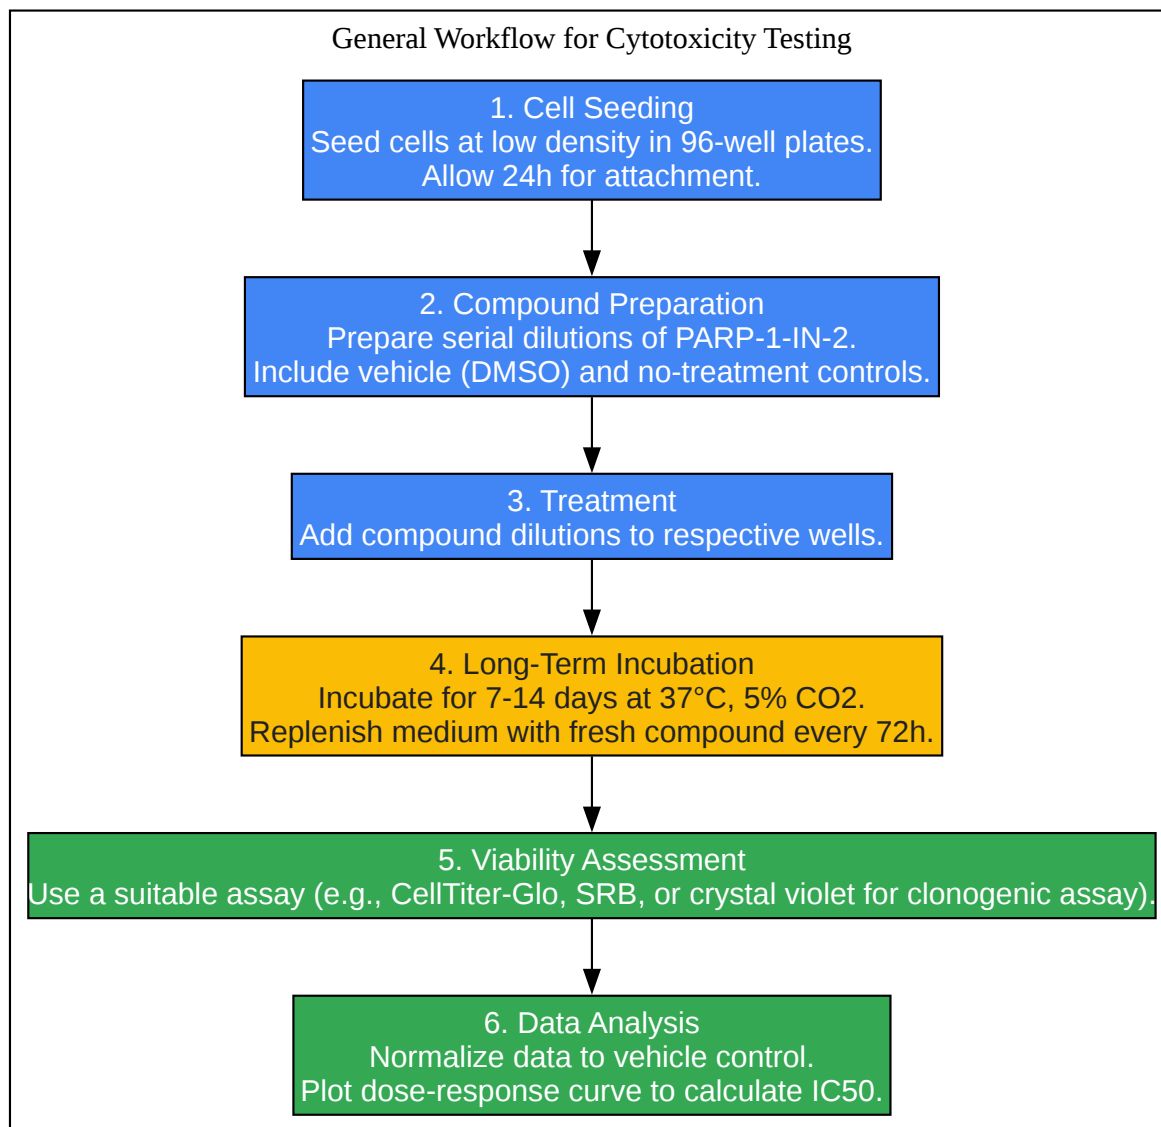 General Workflow for Cytotoxicity Testing
1. Cell Seeding
Seed cells at low density in 96-well plates.
Allow 24h for attachment.
2. Compound Preparation
Prepare serial dilutions of PARP-1-IN-2.
Include vehicle (DMSO) and no-treatment controls.
3. Treatment
Add compound dilutions to respective wells.
4. Long-Term Incubation
Incubate for 7-14 days at 37°C, 5% CO2.
Replenish medium with fresh compound every 72h.
5. Viability Assessment
Use a suitable assay (e.g., CellTiter-Glo, SRB, or crystal violet for clonogenic assay).
6. Data Analysis
Normalize data to vehicle control.
Plot dose-response curve to calculate IC50.